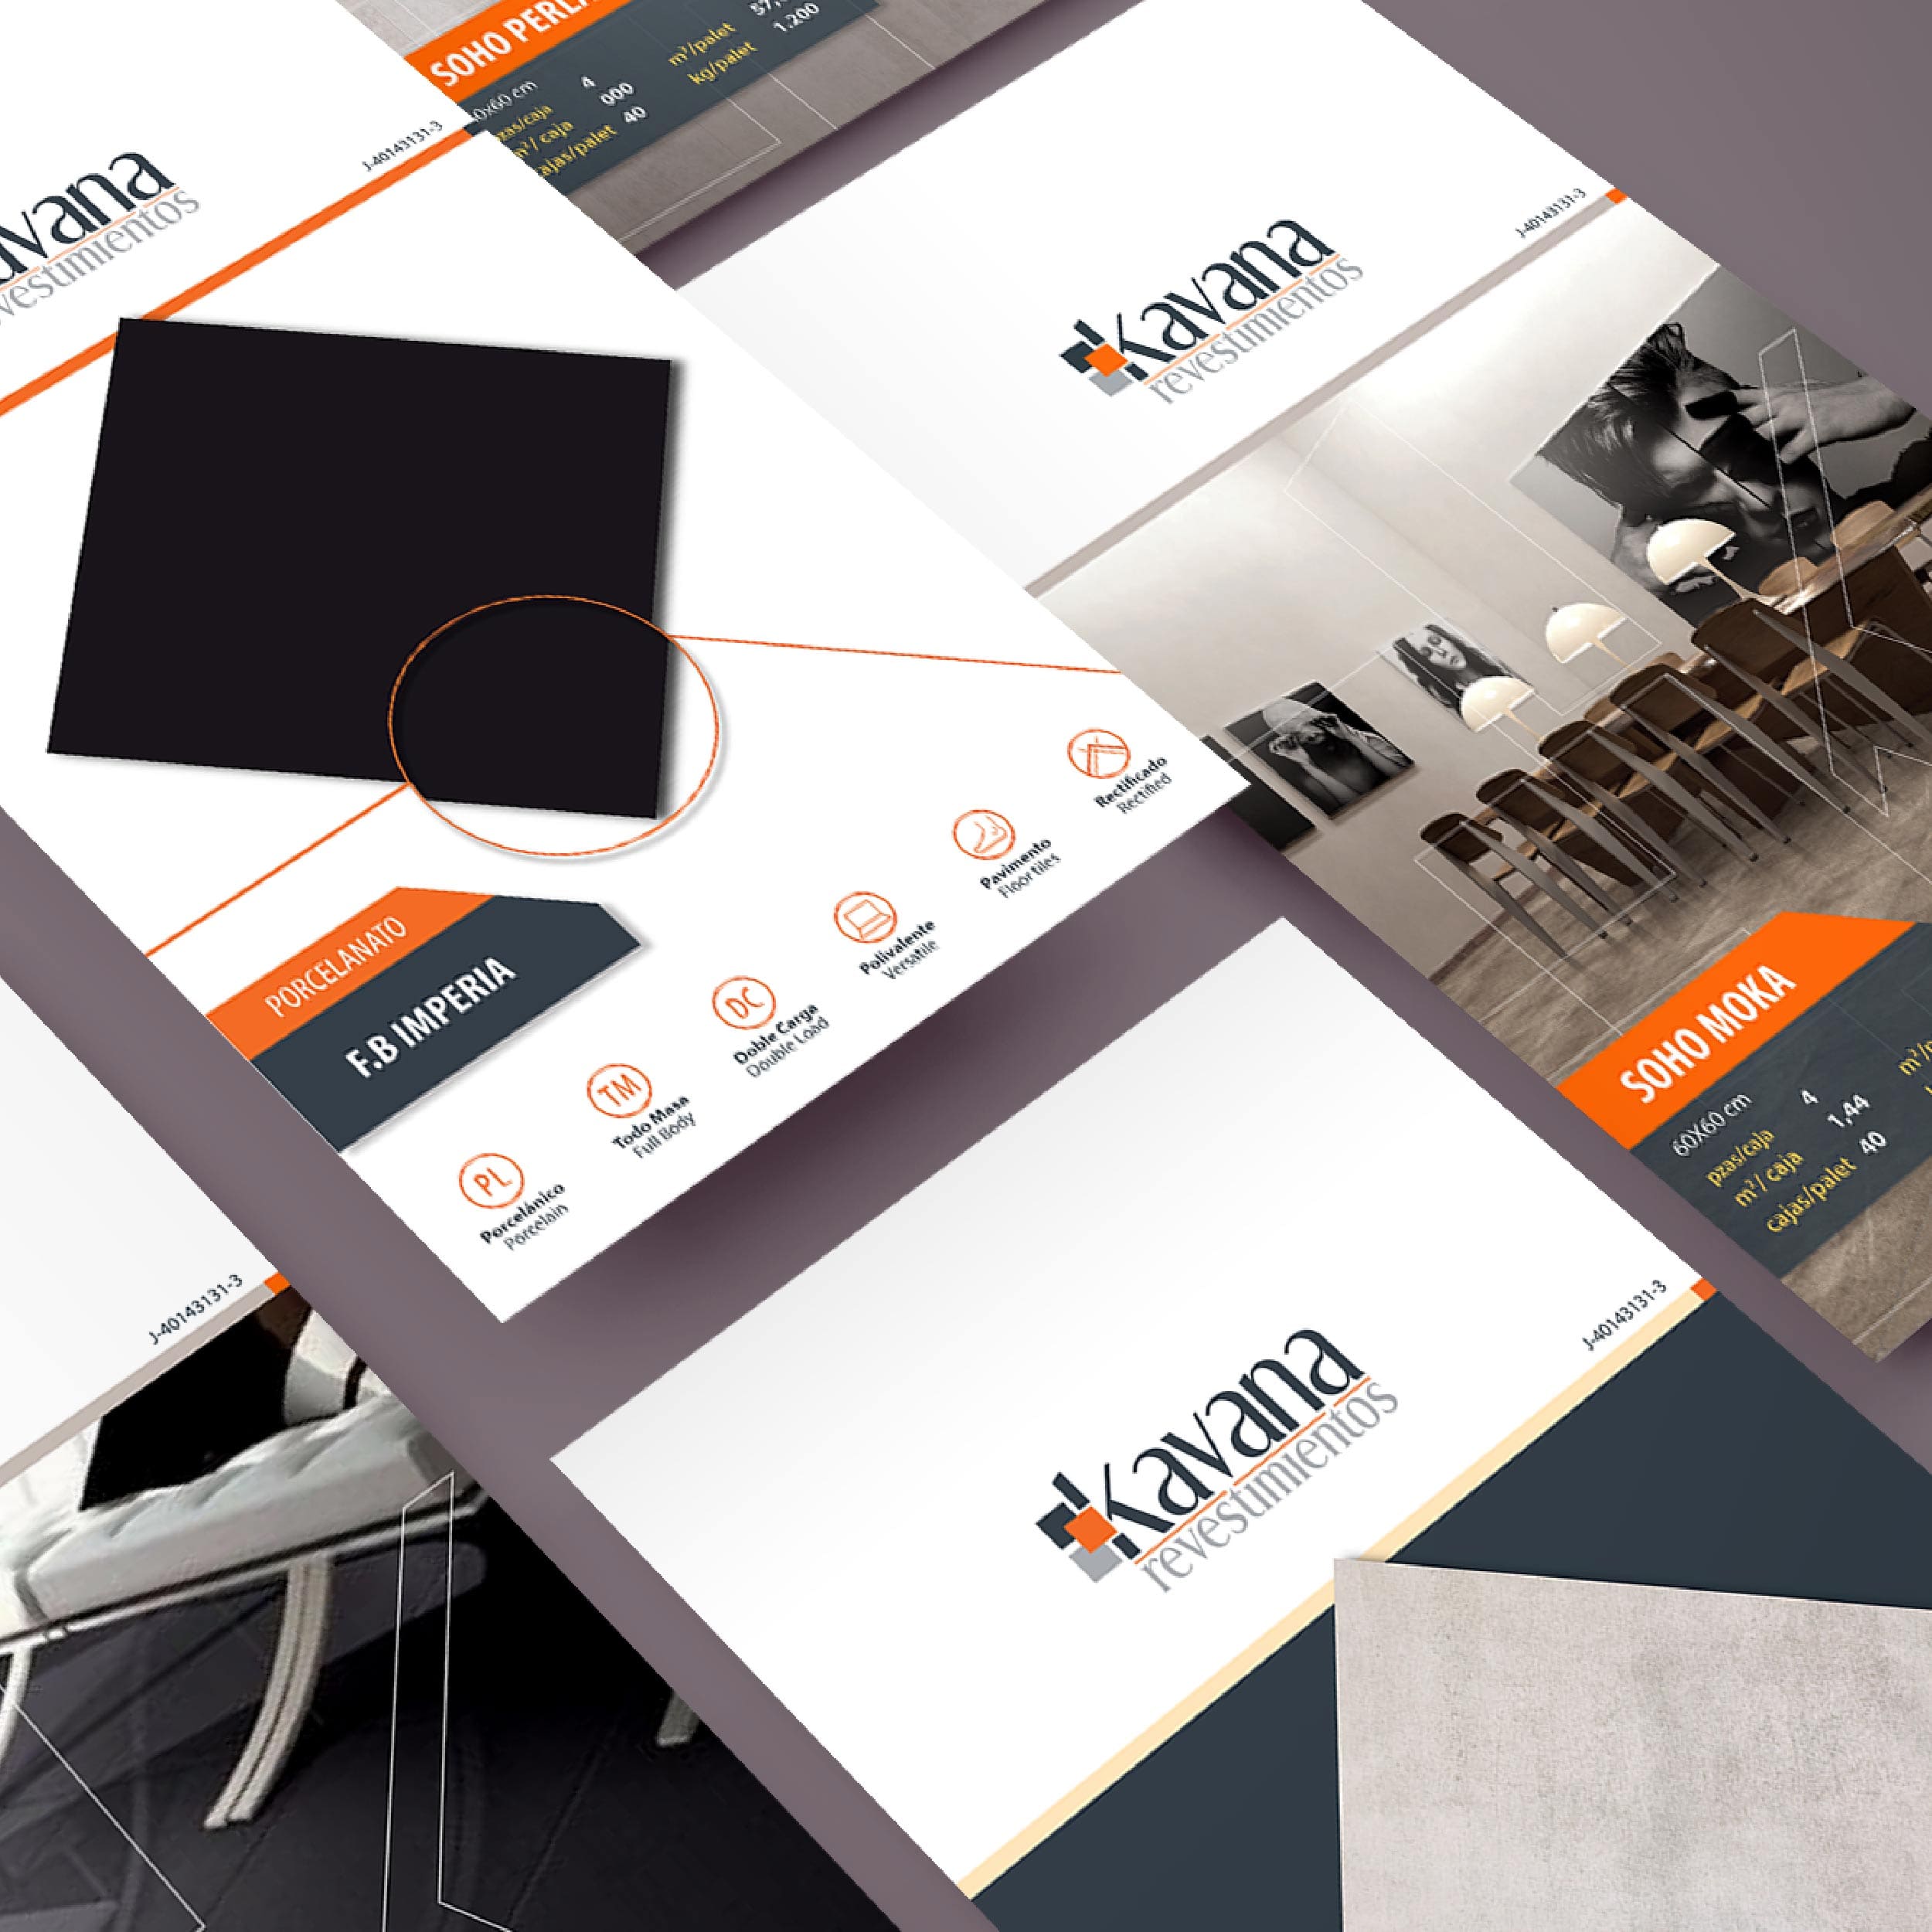 SOHO PERLA
m²/palet
kg/palet 1.200
pzas/caja 4
m²/ caja 000
cajas/palet 40
J-40143131-3
kavana
revestimientos
J-40143131-3
kavana
revestimientos
PORCELANATO
F.B IMPERIA
PL
Porcelánico
Porcelain
TM
Todo Masa
Full Body
DC
Doble Carga
Double Load
Polivalente
Versatile
Pavimento
Floor tiles
Rectificado
Rectified
SOHO MOKA
60X60 cm
pzas/caja 4
m²/ caja 1,44
cajas/palet 40
J-40143131-3
J-40143131-3
kavana
revestimientos